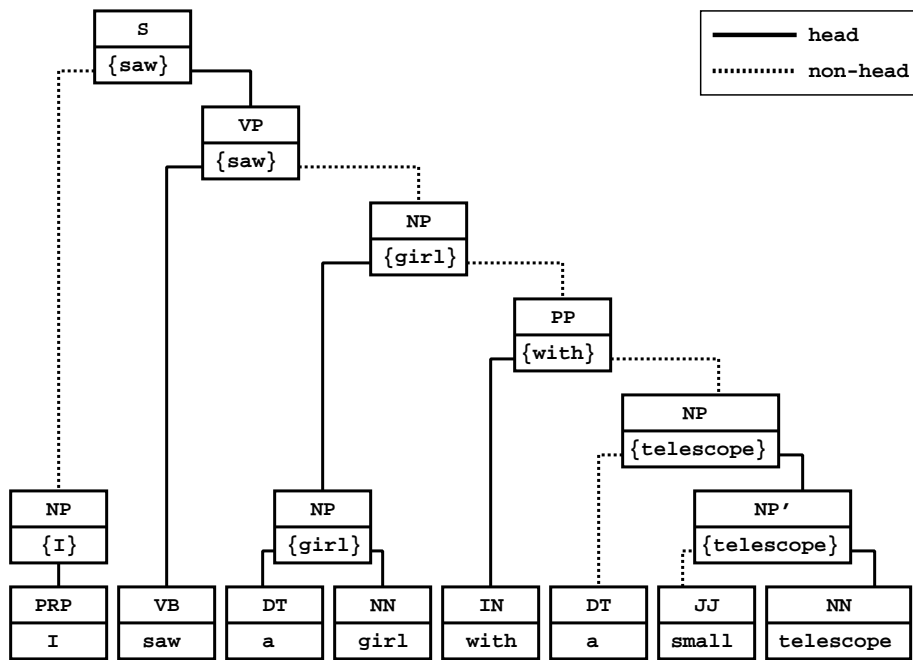 S
{saw}
head
non-head
VP
{saw}
NP
{girl}
PP
{with}
NP
{telescope}
NP
{I}
NP
{girl}
NP'
{telescope}
PRP
I
VB
saw
DT
a
NN
girl
IN
with
DT
a
JJ
small
NN
telescope